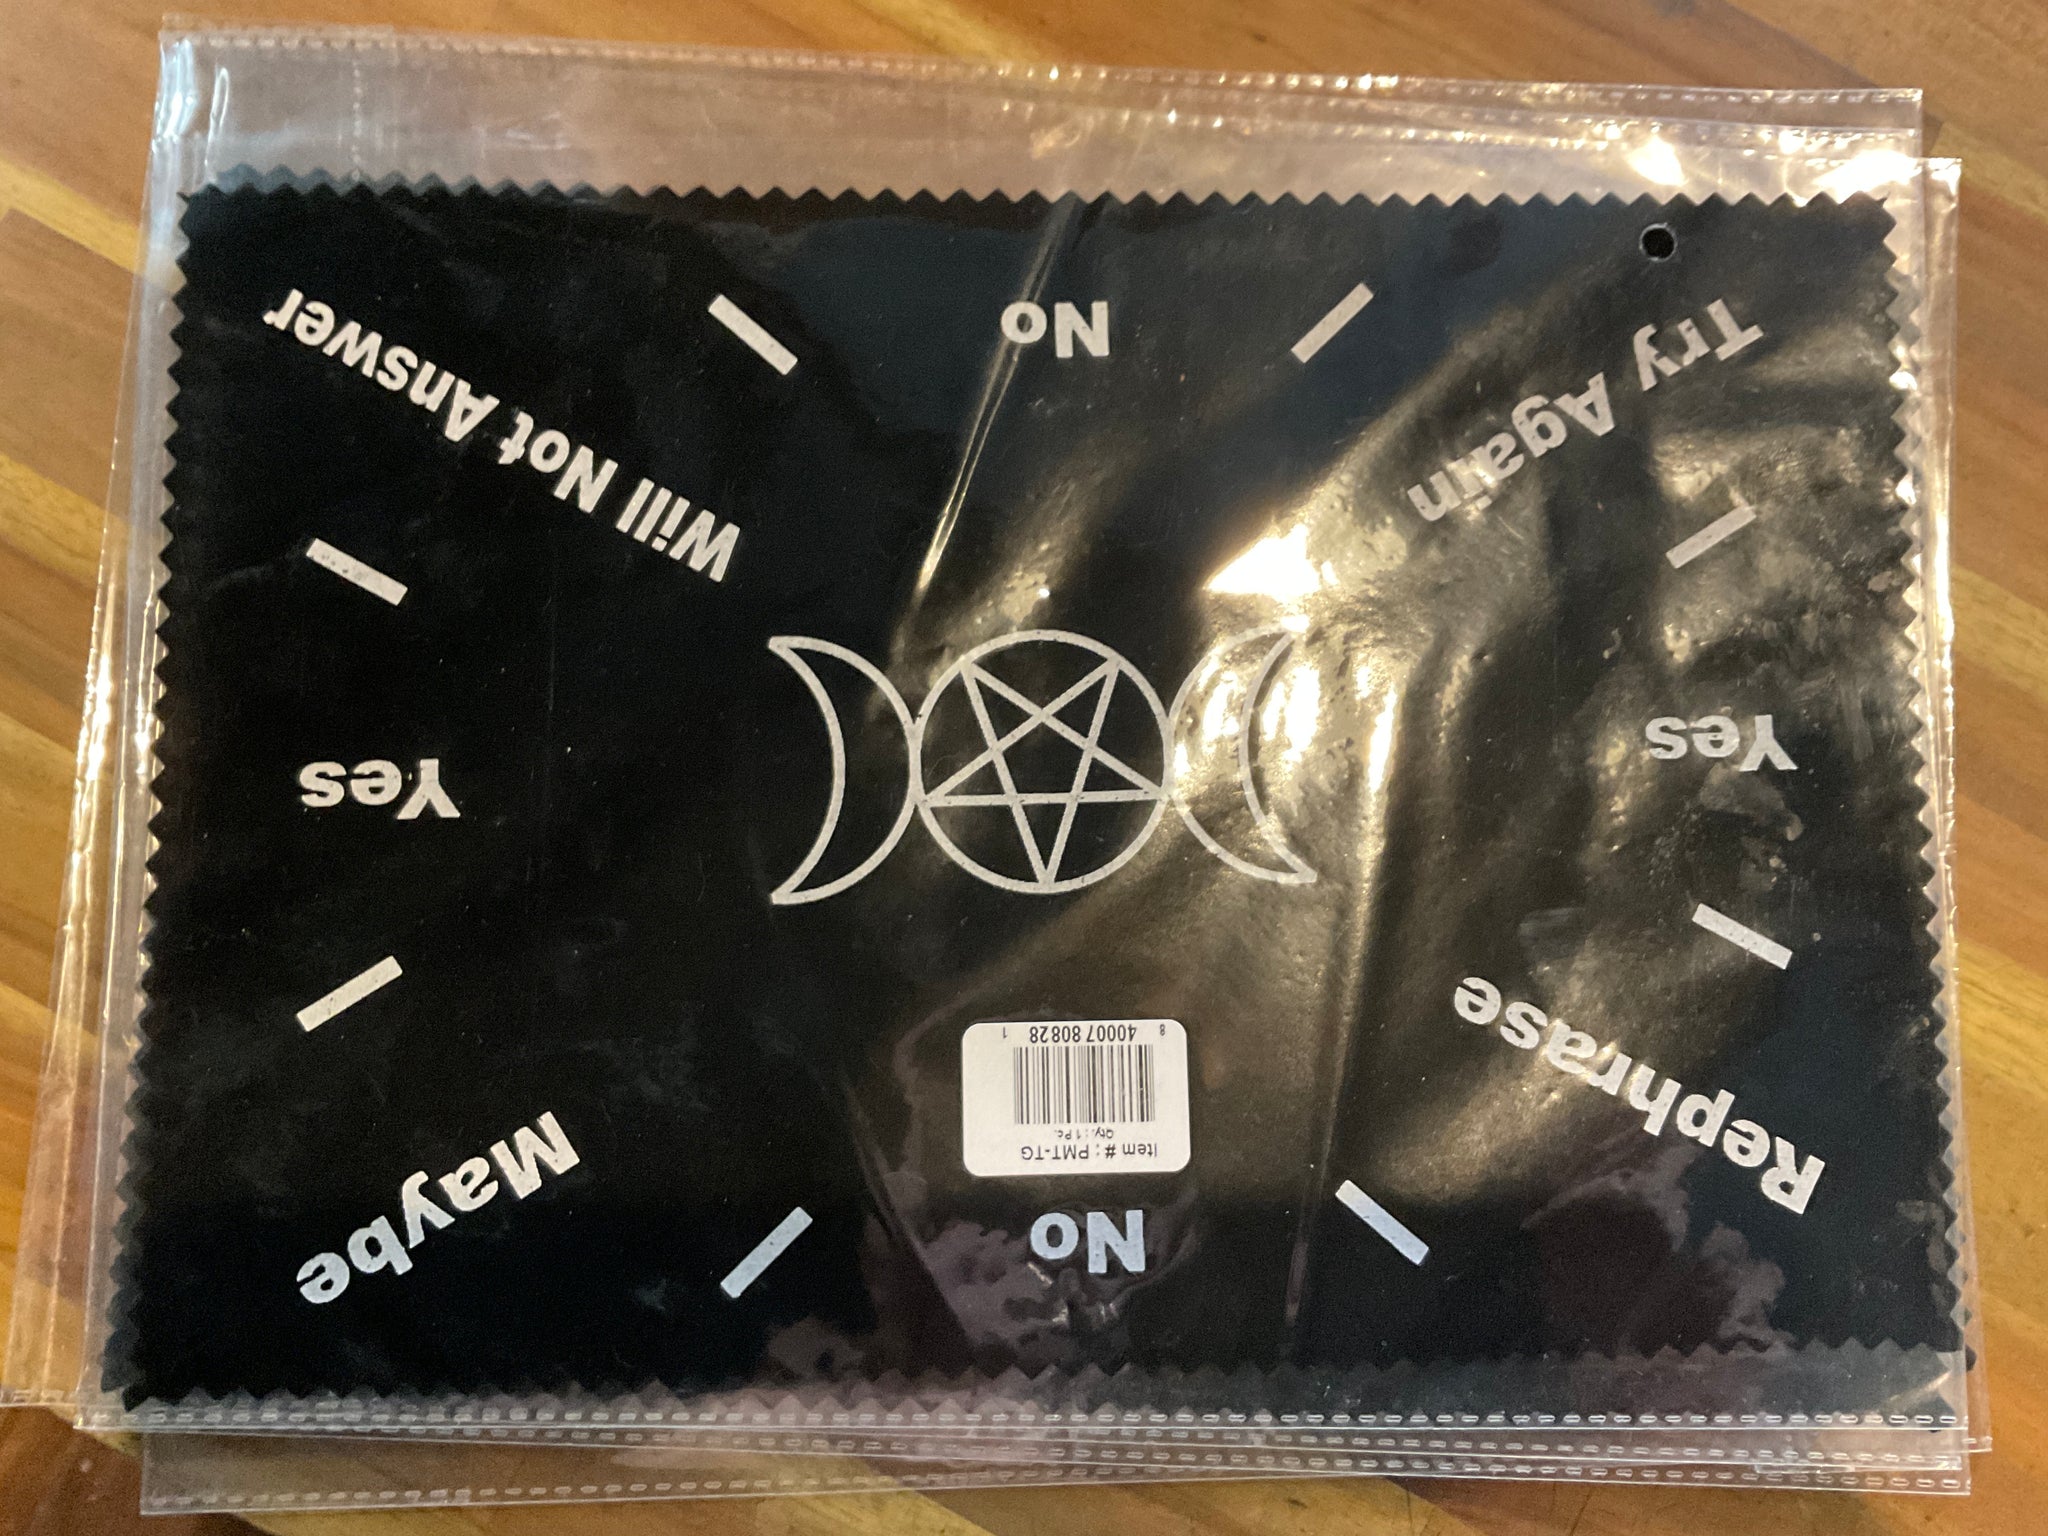 Rephrase
No
Maybe
Item # : PMT-TG
Qty. : 1 Pc.
8 40007 80828 1
Yes
Yes
Try Again
Will Not Answer
No